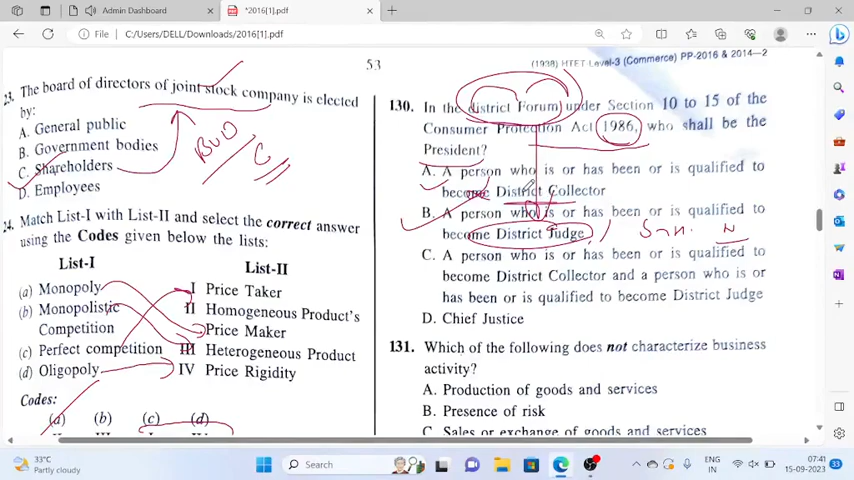 Admin Dashboard
*2016[1].pdf
File
C:/Users/DELL/Desktop/2016[1].pdf
53
23. The board of directors of joint stock company is elected
by:
A. General public
B. Government bodies
C. Shareholders
D. Employees
BOD
C
24. Match List-I with List-II and select the correct answer
using the Codes given below the lists:
List-I
List-II
(a) Monopoly
I Price Taker
(b) Monopolistic
Competition
II Homogeneous Product's
Price Maker
(c) Perfect competition
III Heterogeneous Product
(d) Oligopoly
IV Price Rigidity
Codes:
(a) (b) (c) (d)
(1938) HTET-Level-3 (Commerce) PP-2016 & 2014–2
130. In the district Forum under Section 10 to 15 of the
Consumer Protection Act 1986, who shall be the
President?
A. A person who is or has been or is qualified to
become District Collector
B. A person who is or has been or is qualified to
become District Judge
C. A person who is or has been or is qualified to
become District Collector and a person who is or
has been or is qualified to become District Judge
D. Chief Justice
131. Which of the following does not characterize business
activity?
A. Production of goods and services
B. Presence of risk
C. Sales or exchange of goods and services
33°C
Partly cloudy
Search
ENG
IN
07:41
15-09-2023
33